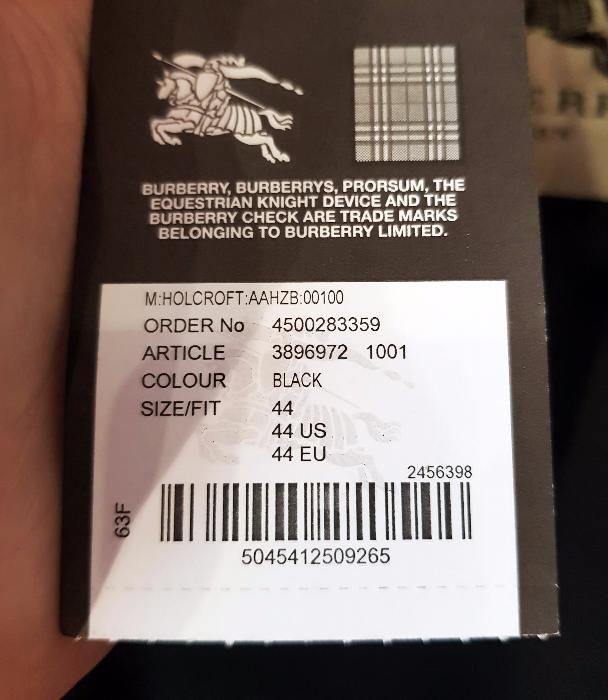 BURBERRY, BURBERRYS, PRORSUM, THE
EQUESTRIAN KNIGHT DEVICE AND THE
BURBERRY CHECK ARE TRADE MARKS
BELONGING TO BURBERRY LIMITED.
M:HOLCROFT:AAHZB:00100
ORDER No 4500283359
ARTICLE 3896972 1001
COLOUR BLACK
SIZE/FIT 44
44 US
44 EU
2456398
63F
5045412509265